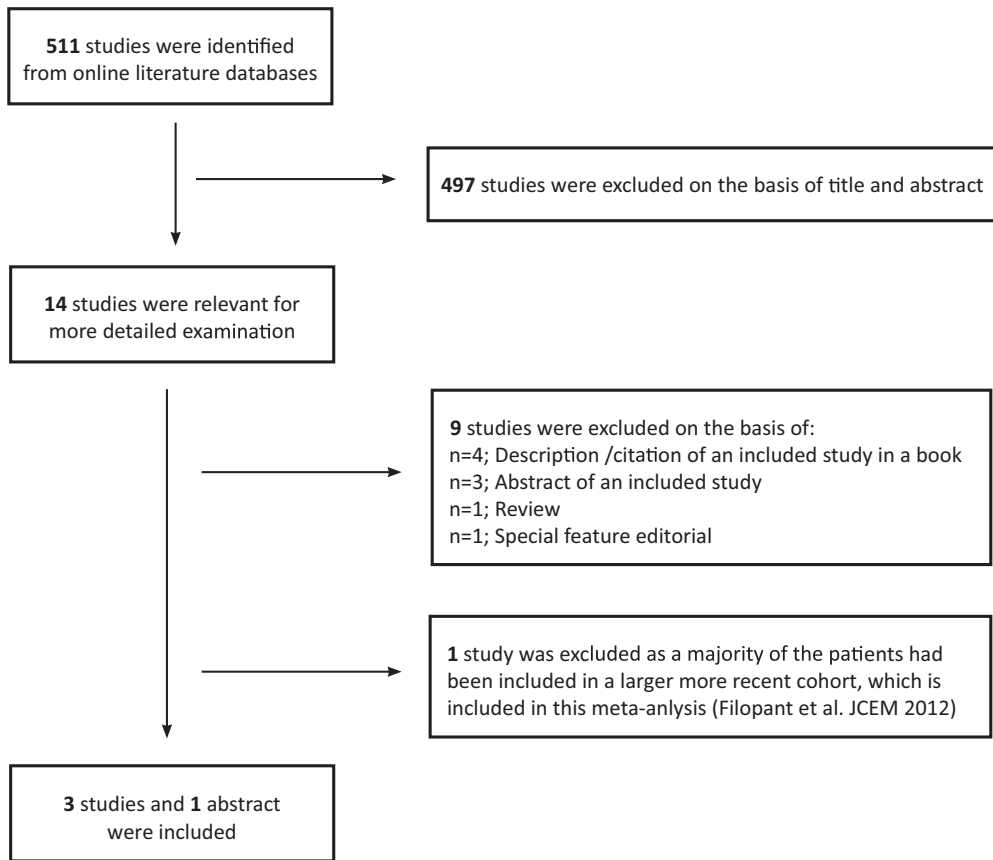 511 studies were identified
from online literature databases
497 studies were excluded on the basis of title and abstract
14 studies were relevant for
more detailed examination
9 studies were excluded on the basis of:
n=4; Description /citation of an included study in a book
n=3; Abstract of an included study
n=1; Review
n=1; Special feature editorial
1 study was excluded as a majority of the patients had
been included in a larger more recent cohort, which is
included in this meta-anlysis (Filopant et al. JCEM 2012)
3 studies and 1 abstract
were included